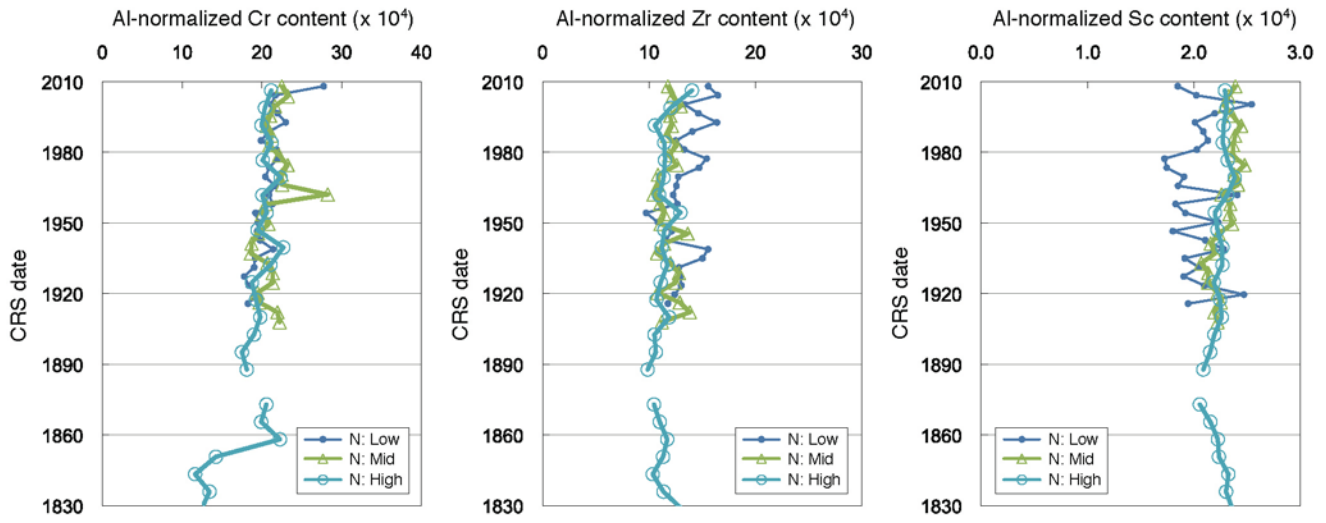 Al-normalized Cr content (x 10⁴)
0 10 20 30 40
2010
1980
1950
1920
1890
1860
1830
CRS date
N: Low
N: Mid
N: High
Al-normalized Zr content (x 10⁴)
0 10 20 30
2010
1980
1950
1920
1890
1860
1830
CRS date
N: Low
N: Mid
N: High
Al-normalized Sc content (x 10⁴)
0.0 1.0 2.0 3.0
2010
1980
1950
1920
1890
1860
1830
CRS date
N: Low
N: Mid
N: High